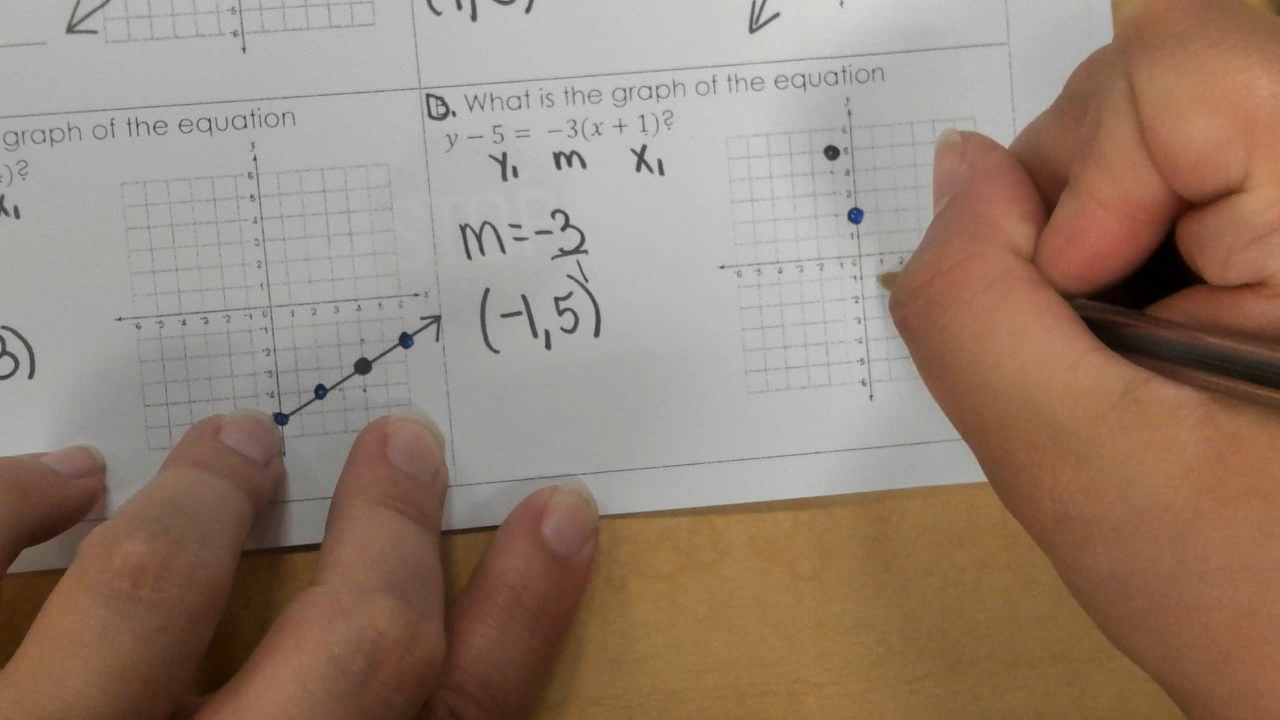 graph of the equation
)?
X₁
3)
B. What is the graph of the equation
y − 5 = −3(x + 1)?
Y₁ m X₁
m=-3
1
(-1,5)